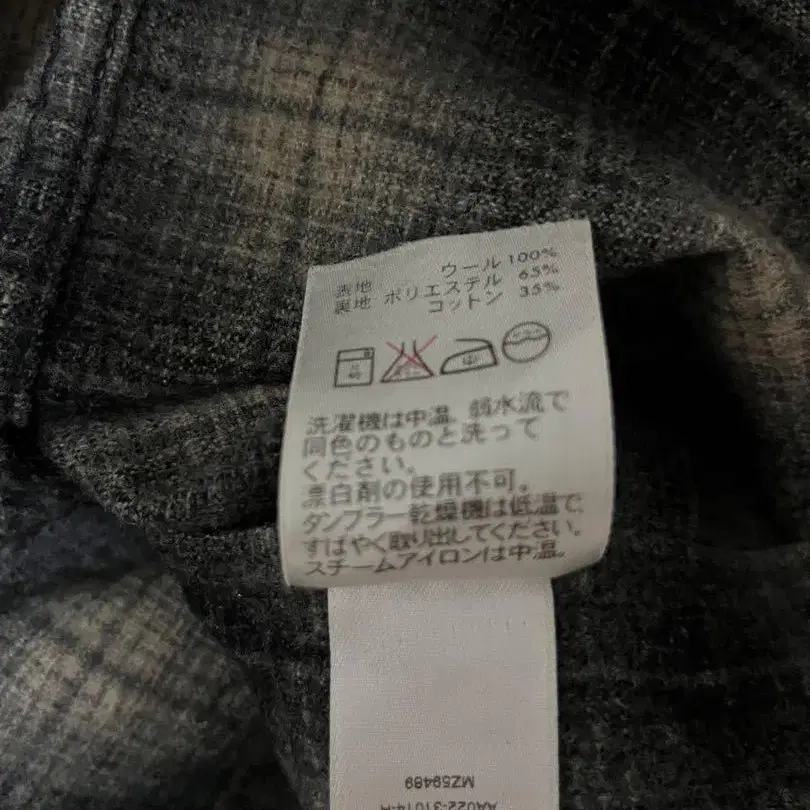 表地 ウール 100%
裏地 ポリエステル 65%
コットン 35%
40
中
洗濯機は中温、弱水流で
同色のものと洗って
ください。
漂白剤の使用不可。
タンブラー乾燥機は低温で、
すばやく取り出してください。
スチームアイロンは中温。
MZ59489